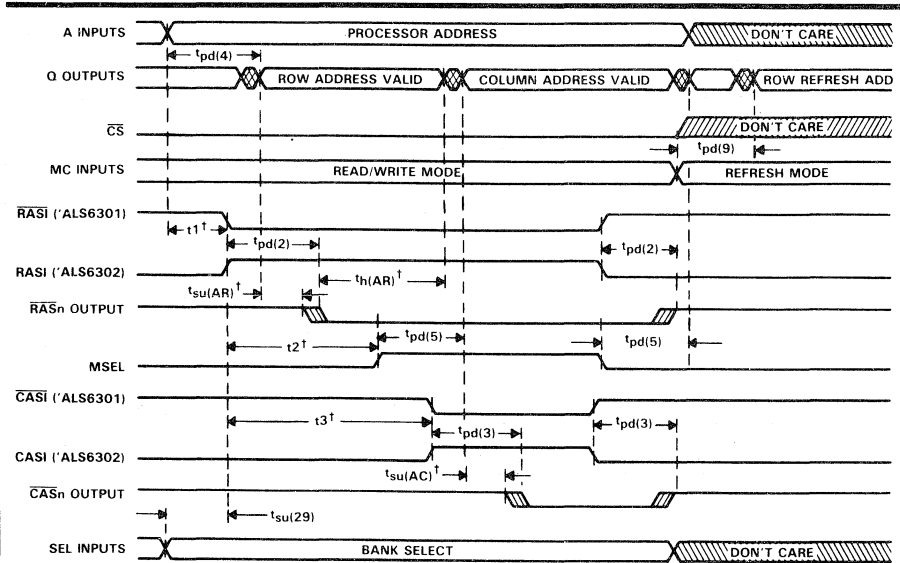 A INPUTS PROCESSOR ADDRESS DON'T CARE
tpd(4)
Q OUTPUTS ROW ADDRESS VALID COLUMN ADDRESS VALID ROW REFRESH ADD
CS DON'T CARE
tpd(9)
MC INPUTS READ/WRITE MODE REFRESH MODE
RASI ('ALS6301)
t1†
tpd(2) tpd(2)
RASI ('ALS6302)
th(AR)†
tsu(AR)†
RASn OUTPUT
tpd(5) tpd(5)
t2†
MSEL
CASI ('ALS6301)
t3†
tpd(3) tpd(3)
CASI ('ALS6302)
tsu(AC)†
CASn OUTPUT
tsu(29)
SEL INPUTS BANK SELECT DON'T CARE